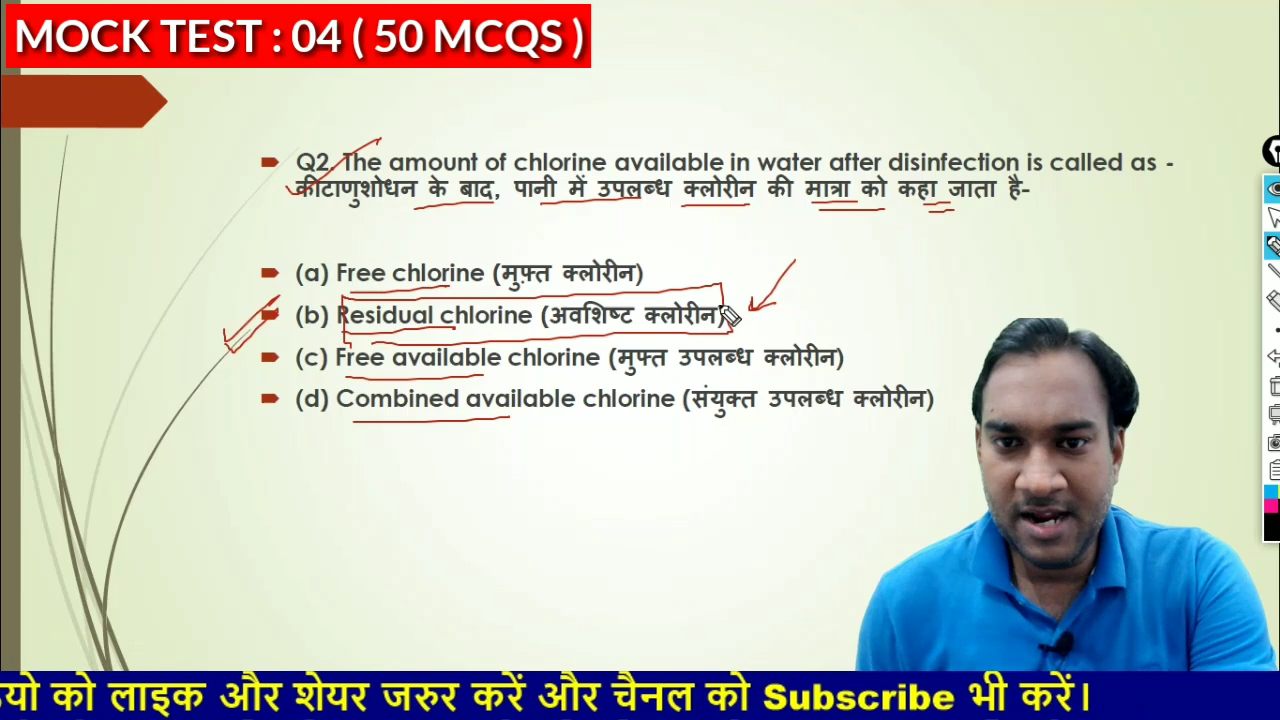 MOCK TEST : 04 ( 50 MCQS )
Q2. The amount of chlorine available in water after disinfection is called as -
कीटाणुशोधन के बाद, पानी में उपलब्ध क्लोरीन की मात्रा को कहा जाता है-
(a) Free chlorine (मुफ़्त क्लोरीन)
(b) Residual chlorine (अवशिष्ट क्लोरीन)
(c) Free available chlorine (मुफ्त उपलब्ध क्लोरीन)
(d) Combined available chlorine (संयुक्त उपलब्ध क्लोरीन)
को लाइक और शेयर जरुर करें और चैनल को Subscribe भी करें।